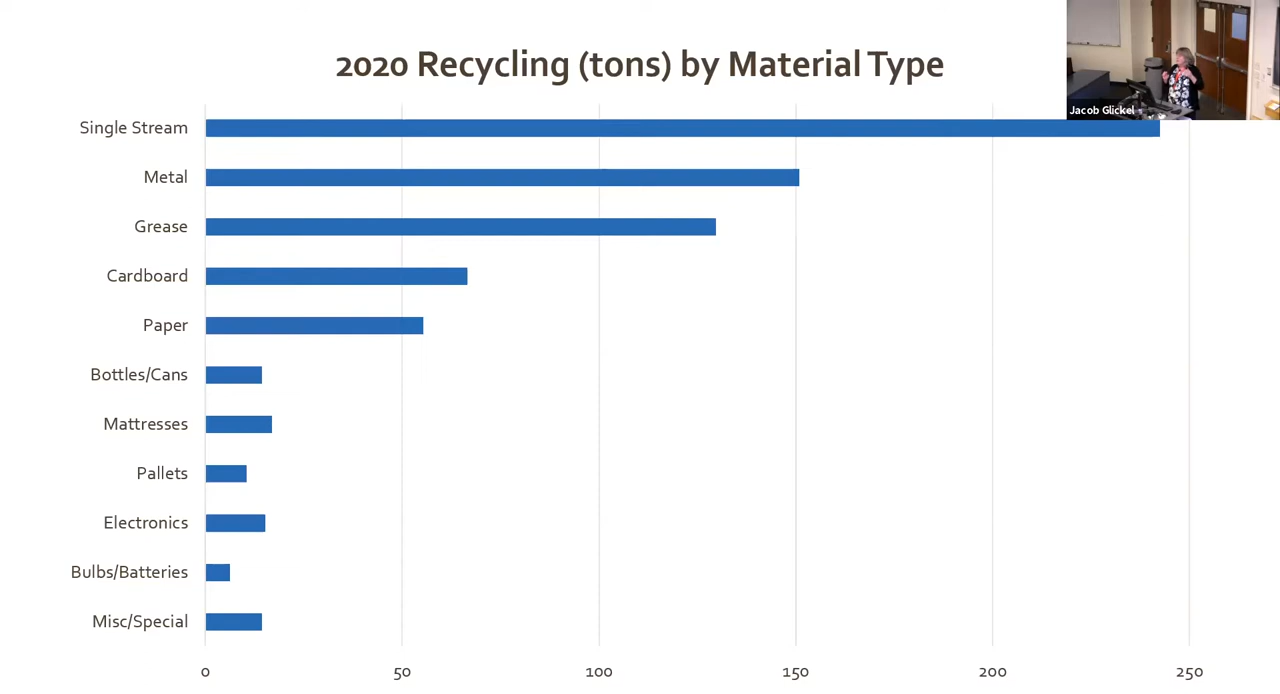 2020 Recycling (tons) by Material Type
Jacob Glickel
Single Stream
Metal
Grease
Cardboard
Paper
Bottles/Cans
Mattresses
Pallets
Electronics
Bulbs/Batteries
Misc/Special
0 50 100 150 200 250